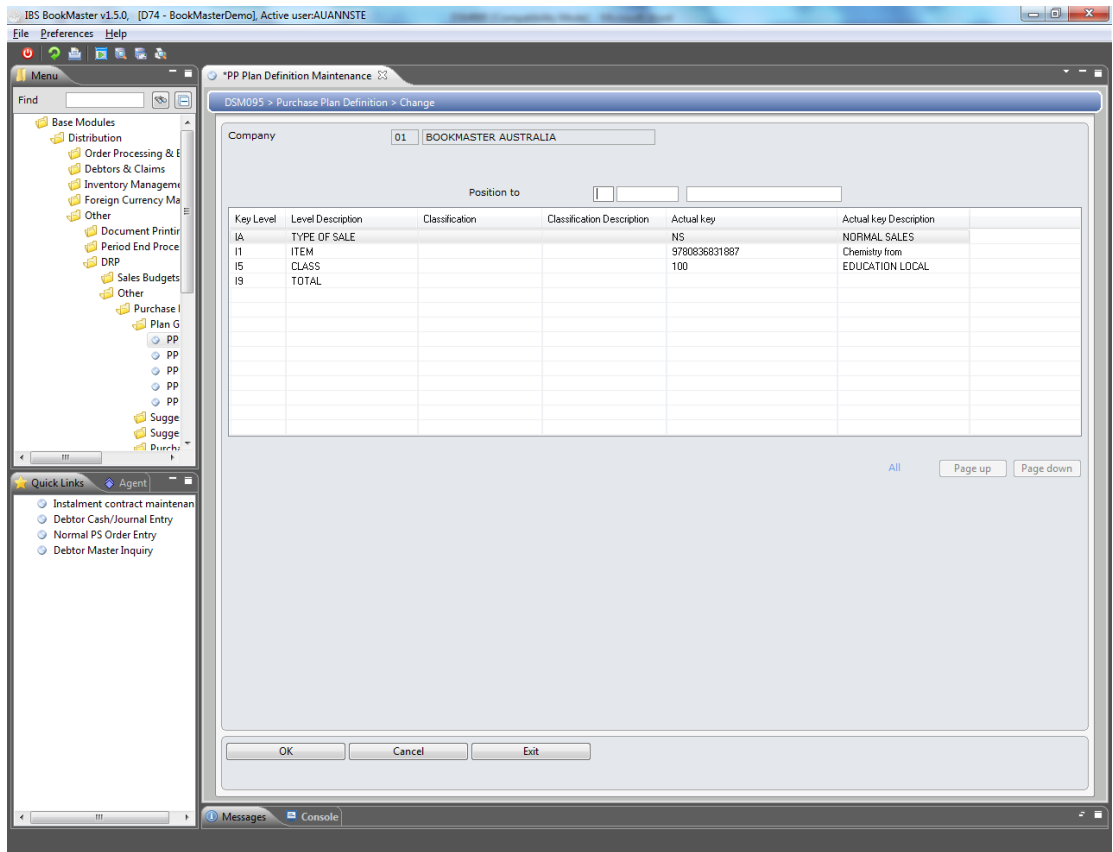 IBS BookMaster v1.5.0, [D74 - BookMasterDemo], Active user:AUANNSTE
File Preferences Help
Menu
Find
Base Modules
Distribution
Order Processing & E
Debtors & Claims
Inventory Manageme
Foreign Currency Ma
Other
Document Printin
Period End Proce
DRP
Sales Budgets
Other
Purchase I
Plan G
PP
PP
PP
PP
PP
Sugge
Sugge
Purcha
Quick Links Agent
Instalment contract maintenan
Debtor Cash/Journal Entry
Normal PS Order Entry
Debtor Master Inquiry
*PP Plan Definition Maintenance
DSM095 > Purchase Plan Definition > Change
Company 01 BOOKMASTER AUSTRALIA
Position to
Key Level Level Description Classification Classification Description Actual key Actual key Description
IA TYPE OF SALE NS NORMAL SALES
I1 ITEM 9780836831887 Chemistry from
I5 CLASS 100 EDUCATION LOCAL
I9 TOTAL
All Page up Page down
OK Cancel Exit
Messages Console